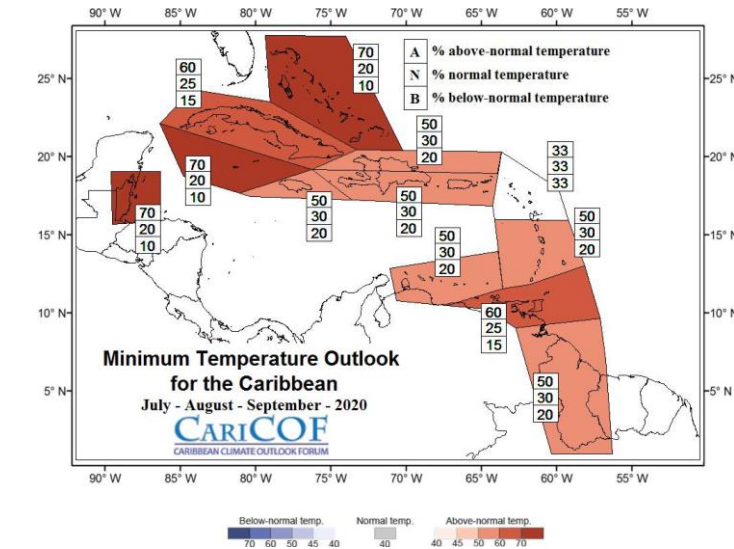 90° W 85° W 80° W 75° W 70° W 65° W 60° W 55° W
70
20
10
A % above-normal temperature
N % normal temperature
B % below-normal temperature
60
25
15
25° N
25° N
50
30
20
33
33
33
20° N
20° N
70
20
10
50
30
20
50
30
20
70
20
10
50
30
20
50
30
20
15° N
15° N
60
25
15
10° N
10° N
Minimum Temperature Outlook
for the Caribbean
July - August - September - 2020
CARICOF
CARIBBEAN CLIMATE OUTLOOK FORUM
50
30
20
5° N
5° N
90° W 85° W 80° W 75° W 70° W 65° W 60° W 55° W
Below-normal temp. Normal temp. Above-normal temp.
70 60 50 45 40 40 40 45 50 60 70